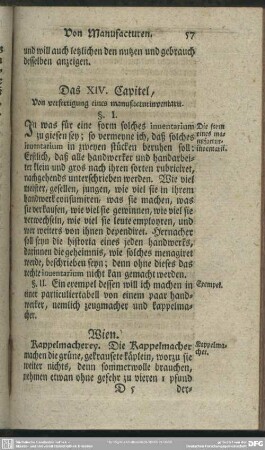 Von Manufacturen. 57
und will auch letzlichen den nutzen und gebrauch
desselben anzeigen.
Das XIV. Capitel,
Von verfertigung eines manufacturinventarii.
§. I.
In was für eine form solches inventarium
zu giesen sey; so vermeyne ich, daß solches
inventarium in zweyen stücken beruhen soll:
Erstlich, daß alle handwerker und handarbei-
ter klein und gros nach ihren sorten rubriciret,
nachgehends unterschrieben werden. Wie viel
meister, gesellen, jungen, wie viel sie in ihrem
handwerk consumiren, was sie machen, was
sie verkaufen, wie viel sie gewinnen, wie viel sie
verwechseln, wie viel sie leute employren, und
wer weiters von ihnen dependiret. Hernacher
soll seyn die historia eines jeden handwerks,
darinnen die geheimnis, wie solches menagiret
werde, beschrieben seyn; denn ohne dieses das
rechte inventarium nicht kan gemacht werden.
Die form
eines ma-
nufactur-
inventarii.
§. II. Ein exempel dessen will ich machen in
einer particulartabell von einem paar hand-
werker, nemlich zeugmacher und kappelma-
cher.
Exempel.
Wien.
Kappelmacherey. Die Kappelmacher
machen die grüne, gekrausete käplein, worzu sie
weiter nichts, denn sommerwolle brauchen,
nehmen etwan ohne gefehr zu vieren 1 pfund
Kappelma-
cher.
D 5 der-